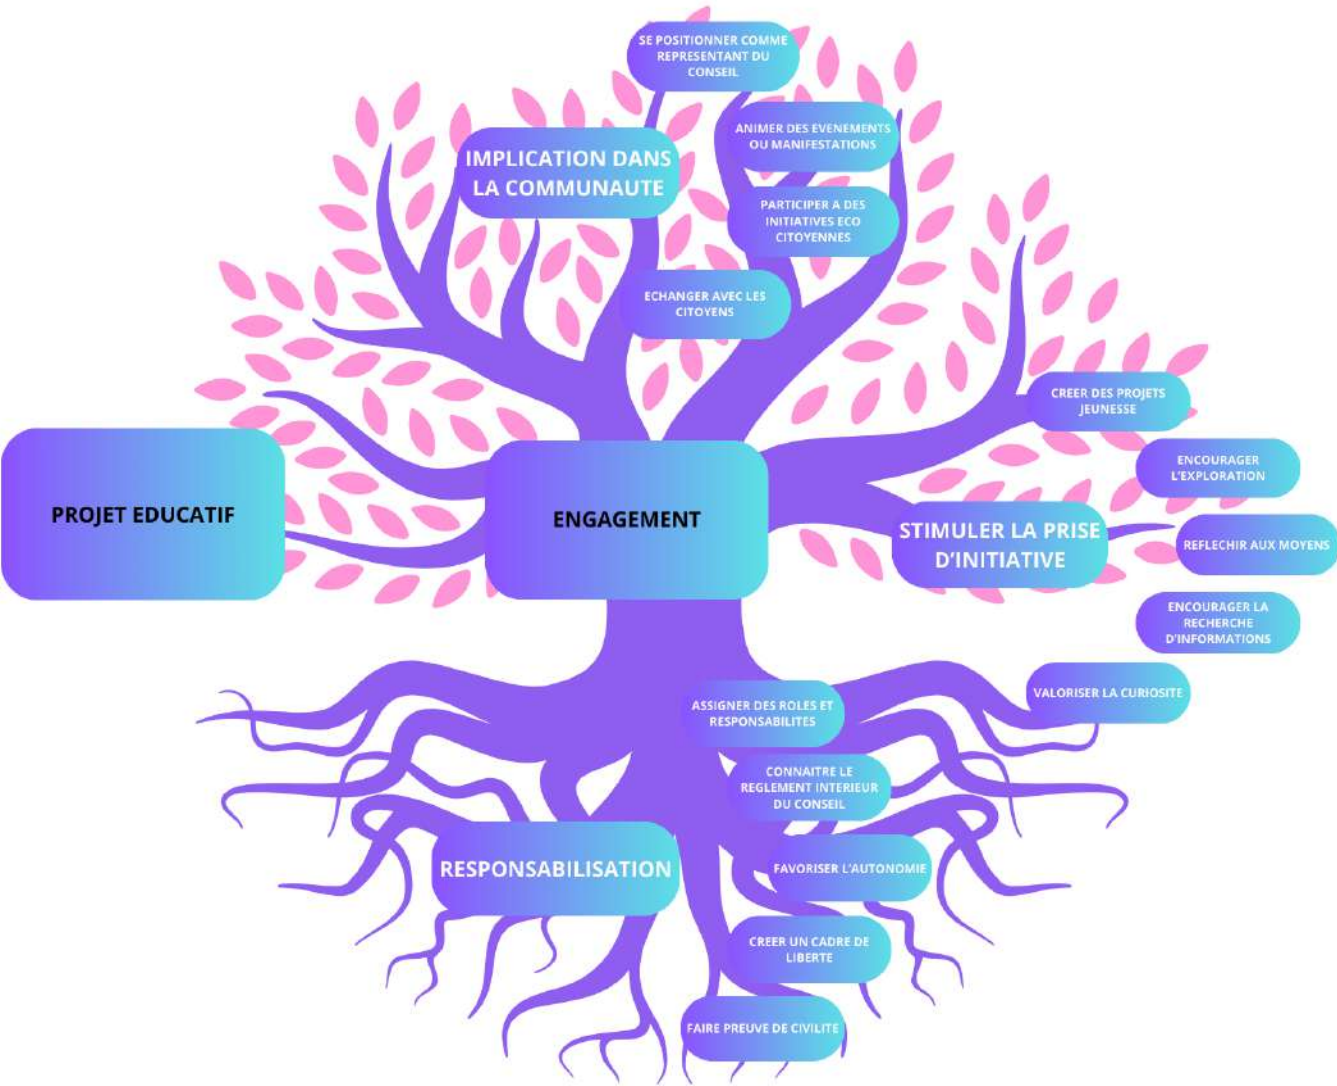 SE POSITIONNER COMME
REPRESENTANT DU
CONSEIL
ANIMER DES EVENEMENTS
OU MANIFESTATIONS
IMPLICATION DANS
LA COMMUNAUTE
PARTICIPER A DES
INITIATIVES ECO
CITOYENNES
ECHANGER AVEC LES
CITOYENS
PROJET EDUCATIF
ENGAGEMENT
STIMULER LA PRISE
D'INITIATIVE
CREER DES PROJETS
JEUNESSE
ENCOURAGER
L'EXPLORATION
REFLECHIR AUX MOYENS
ENCOURAGER LA
RECHERCHE
D'INFORMATIONS
VALORISER LA CURIOSITE
RESPONSABILISATION
ASSIGNER DES ROLES ET
RESPONSABILITES
CONNAITRE LE
REGLEMENT INTERIEUR
DU CONSEIL
FAVORISER L'AUTONOMIE
CREER UN CADRE DE
LIBERTE
FAIRE PREUVE DE CIVILITE